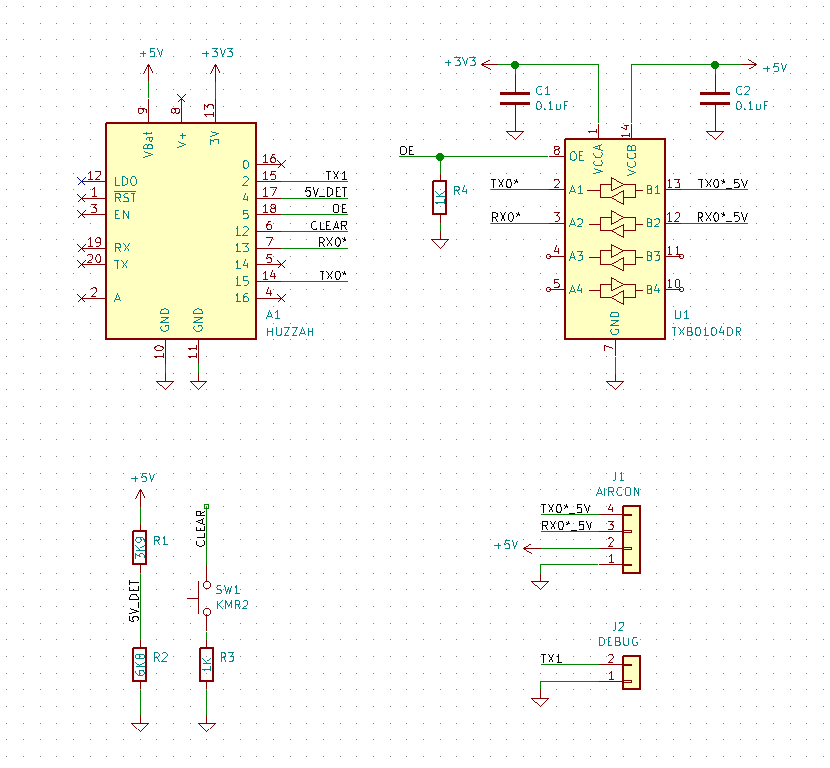 +5V
+3V3
9
8
13
VBat
V+
3V
12 LDO
1 RST
3 EN
19 RX
20 TX
2 A
0 16
2 15 TX1
4 17 5V_DET
5 18 OE
12 6 CLEAR
13 7 RX0*
14 5
15 14 TX0*
16 4
GND
GND
10
11
A1
HUZZAH
+3V3
+5V
C1
0.1uF
C2
0.1uF
1
14
OE
8 OE
VCCA
VCCB
R4
1K
TX0* 2 A1 B1 13 TX0*_5V
RX0* 3 A2 B2 12 RX0*_5V
4 A3 B3 11
5 A4 B4 10
GND
7
U1
TXB0104DR
+5V
R1
3K9
5V_DET
R2
6K8
CLEAR
SW1
KMR2
R3
1K
J1
AIRCON
TX0*_5V 4
RX0*_5V 3
+5V 2
1
J2
DEBUG
TX1 2
1